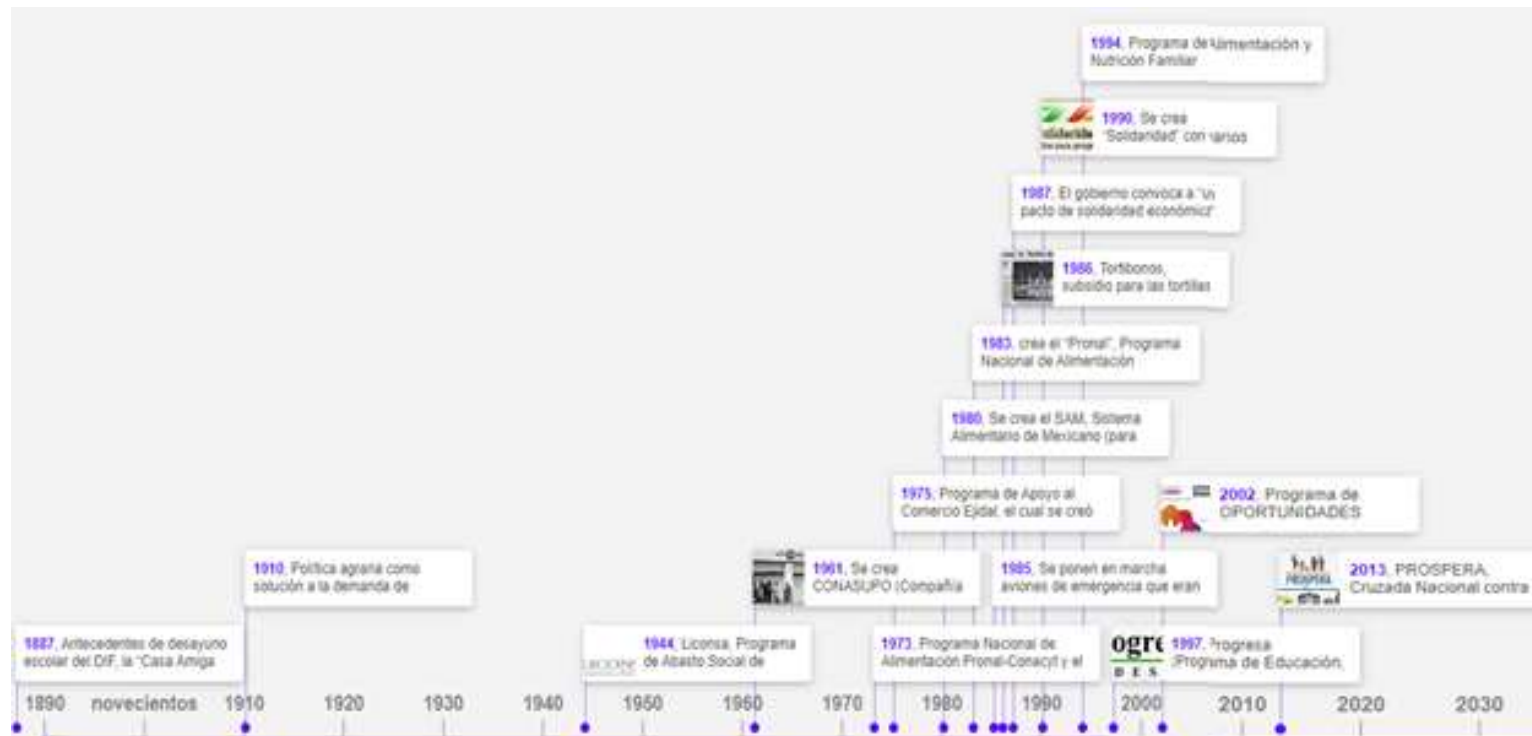 1994, Programa de Alimentación y
Nutrición Familiar
1990, Se crea
"Solidaridad" con varios
1987, El gobierno convoca a "un
pacto de solidaridad económica"
1986, Tortibonos,
subsidio para las tortillas
1983, crea el "Pronal", Programa
Nacional de Alimentación
1980, Se crea el SAM, Sistema
Alimentario de Mexicano (para
1975, Programa de Apoyo al
Comercio Ejidal, el cual se creó
2002, Programa de
OPORTUNIDADES
1910, Política agraria como
solución a la demanda de
1961, Se crea
CONASUPO (Compañía
1985, Se ponen en marcha
aviones de emergencia que eran
PROSPERA
2013, PROSPERA,
Cruzada Nacional contra
1887, Antecedentes de desayuno
escolar del DIF, la "Casa Amiga
1944, Liconsa, Programa
de Abasto Social de
1973, Programa Nacional de
Alimentación Pronal-Conacyt y el
ogre
D E S
1997, Progresa
(Programa de Educación,
1890 novecientos 1910 1920 1930 1940 1950 1960 1970 1980 1990 2000 2010 2020 2030